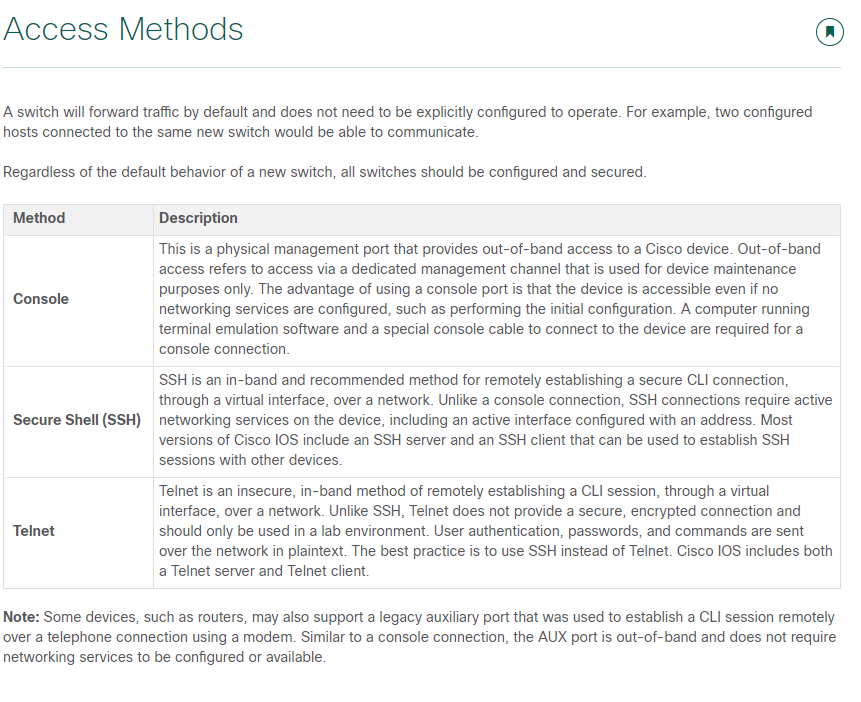 Access Methods
A switch will forward traffic by default and does not need to be explicitly configured to operate. For example, two configured
hosts connected to the same new switch would be able to communicate.
Regardless of the default behavior of a new switch, all switches should be configured and secured.
Method
Description
Console
This is a physical management port that provides out-of-band access to a Cisco device. Out-of-band
access refers to access via a dedicated management channel that is used for device maintenance
purposes only. The advantage of using a console port is that the device is accessible even if no
networking services are configured, such as performing the initial configuration. A computer running
terminal emulation software and a special console cable to connect to the device are required for a
console connection.
Secure Shell (SSH)
SSH is an in-band and recommended method for remotely establishing a secure CLI connection,
through a virtual interface, over a network. Unlike a console connection, SSH connections require active
networking services on the device, including an active interface configured with an address. Most
versions of Cisco IOS include an SSH server and an SSH client that can be used to establish SSH
sessions with other devices.
Telnet
Telnet is an insecure, in-band method of remotely establishing a CLI session, through a virtual
interface, over a network. Unlike SSH, Telnet does not provide a secure, encrypted connection and
should only be used in a lab environment. User authentication, passwords, and commands are sent
over the network in plaintext. The best practice is to use SSH instead of Telnet. Cisco IOS includes both
a Telnet server and Telnet client.
Note: Some devices, such as routers, may also support a legacy auxiliary port that was used to establish a CLI session remotely
over a telephone connection using a modem. Similar to a console connection, the AUX port is out-of-band and does not require
networking services to be configured or available.